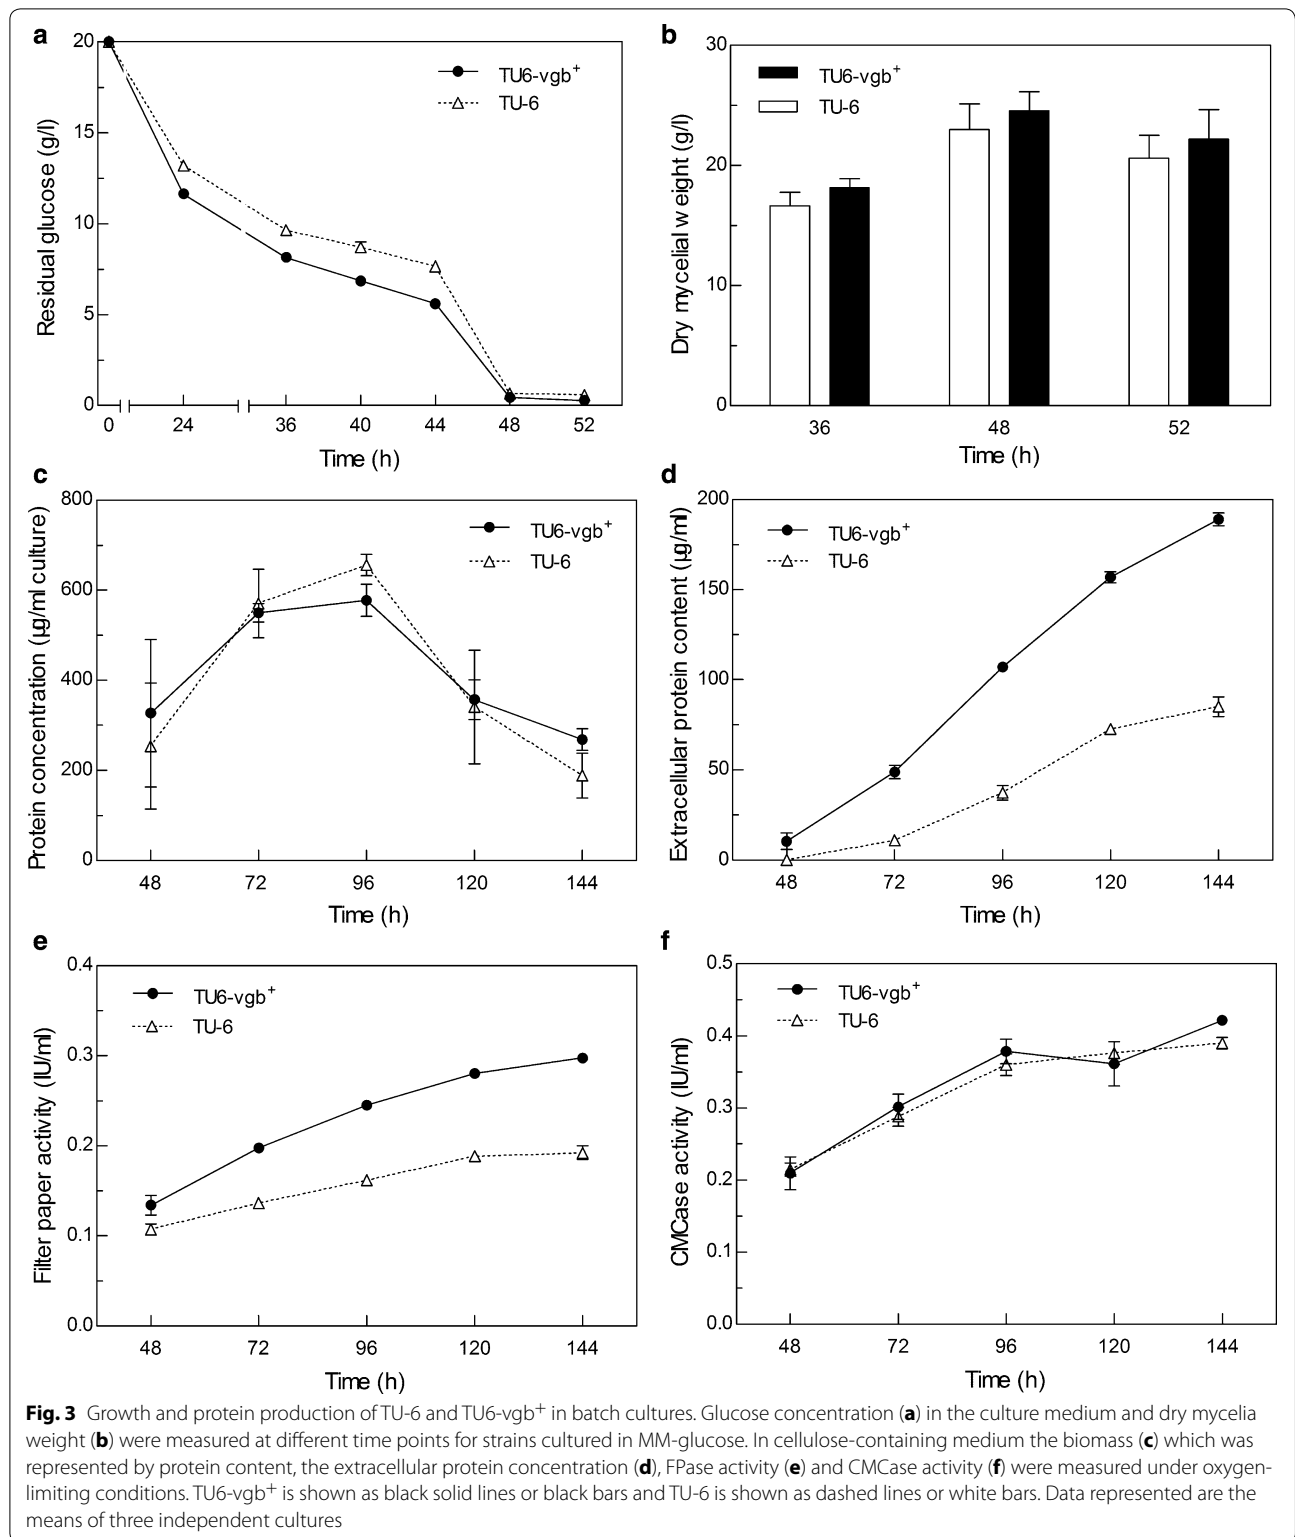 a
Residual glucose (g/l)
20
15
10
5
0
TU6-vgb+
TU-6
0 24 36 40 44 48 52
Time (h)
b
Dry mycelial weight (g/l)
30
20
10
0
TU6-vgb+
TU-6
36 48 52
Time (h)
c
Protein concentration (µg/ml culture)
800
600
400
200
0
TU6-vgb+
TU-6
48 72 96 120 144
Time (h)
d
Extracellular protein content (µg/ml)
200
150
100
50
0
TU6-vgb+
TU-6
48 72 96 120 144
Time (h)
e
Filter paper activity (IU/ml)
0.4
0.3
0.2
0.1
0.0
TU6-vgb+
TU-6
48 72 96 120 144
Time (h)
f
CMCase activity (IU/ml)
0.5
0.4
0.3
0.2
0.1
0.0
TU6-vgb+
TU-6
48 72 96 120 144
Time (h)
Fig. 3 Growth and protein production of TU-6 and TU6-vgb+ in batch cultures. Glucose concentration (a) in the culture medium and dry mycelia
weight (b) were measured at different time points for strains cultured in MM-glucose. In cellulose-containing medium the biomass (c) which was
represented by protein content, the extracellular protein concentration (d), FPase activity (e) and CMCase activity (f) were measured under oxygen-
limiting conditions. TU6-vgb+ is shown as black solid lines or black bars and TU-6 is shown as dashed lines or white bars. Data represented are the
means of three independent cultures